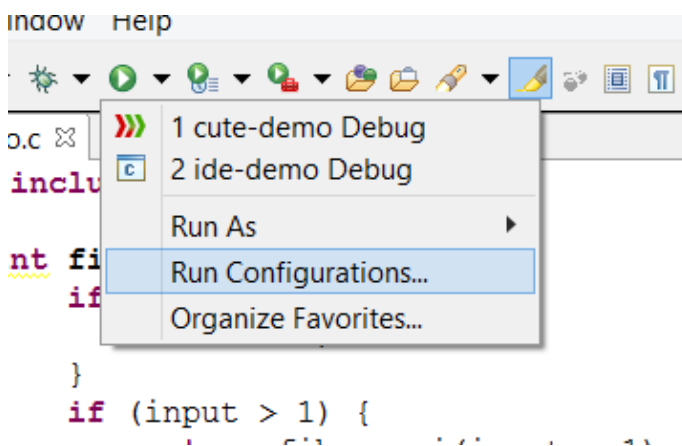 Window Help
o.c
1 cute-demo Debug
2 ide-demo Debug
Run As
Run Configurations...
Organize Favorites...
inclu
nt fi
if
}
if (input > 1) {